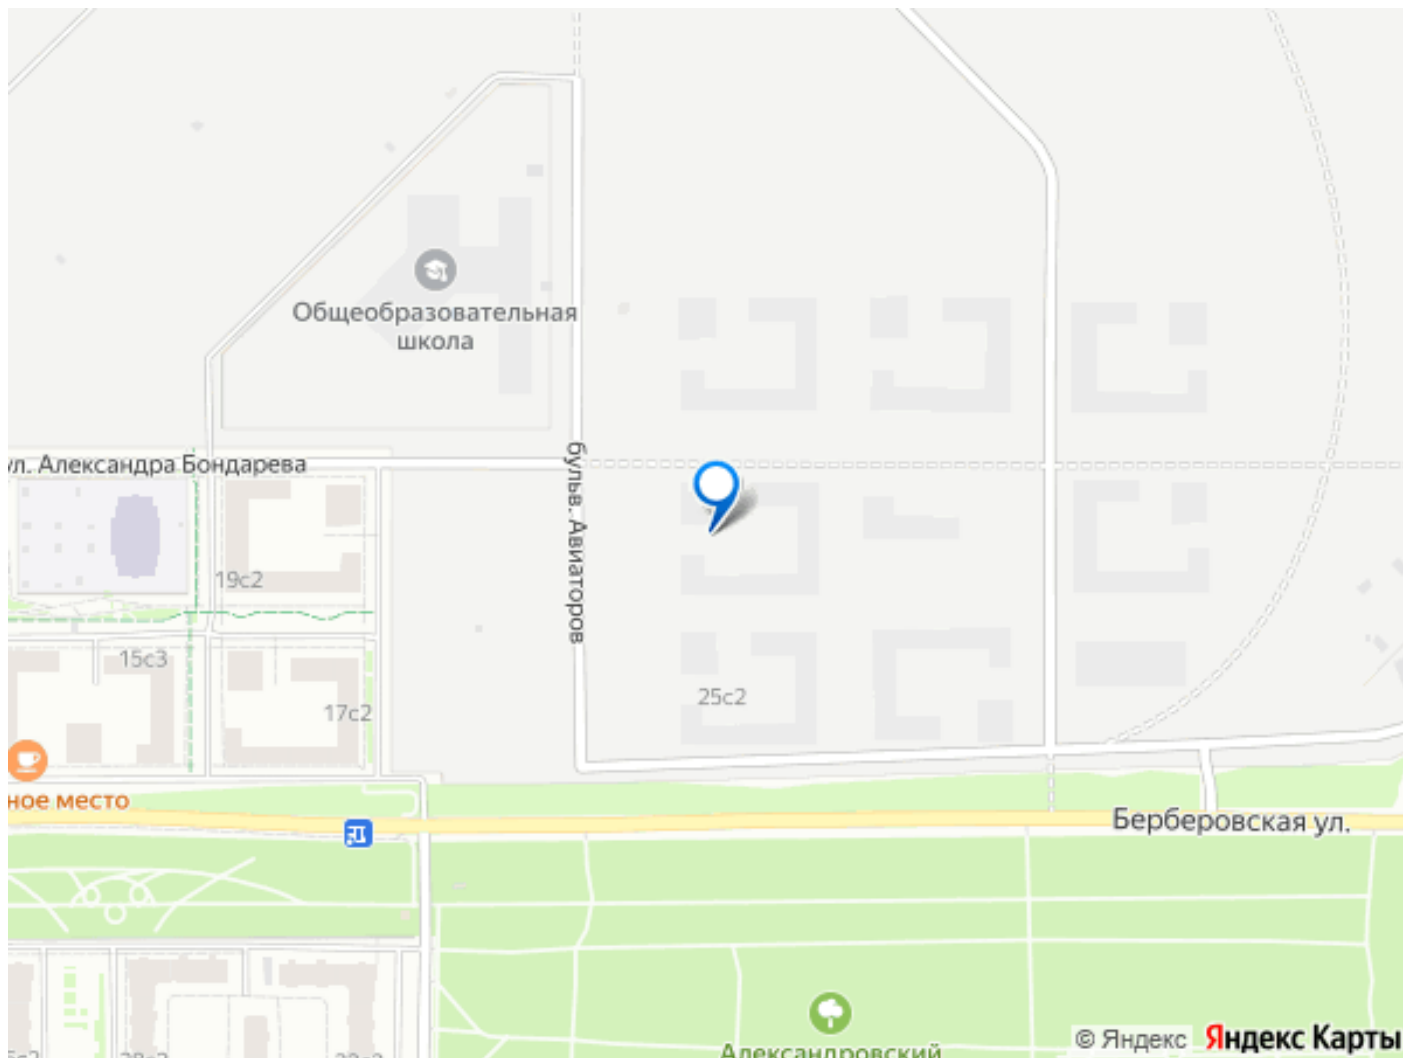 Общеобразовательная
школа
ул. Александра Бондарева
бульв. Авиаторов
19с2
15с3
17с2
25с2
ное место
Берберовская ул.
Александровский
© Яндекс Яндекс Карты